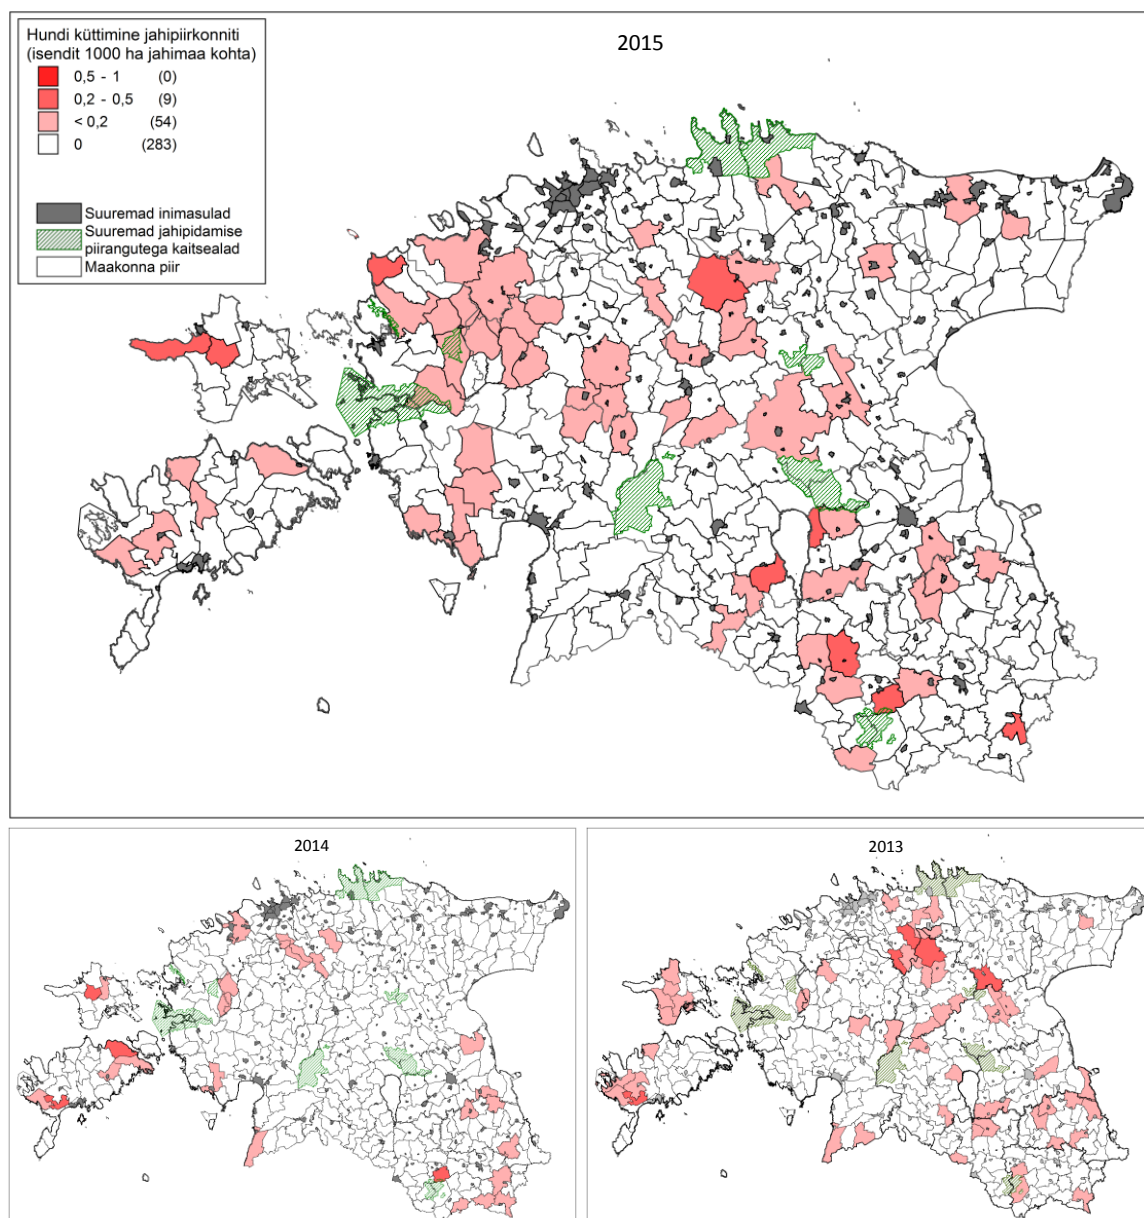 Hundi küttimine jahipiirkonniti
(isendit 1000 ha jahimaa kohta)
0,5 - 1 (0)
0,2 - 0,5 (9)
< 0,2 (54)
0 (283)
Suuremad inimasulad
Suuremad jahipidamise
piirangutega kaitsealad
Maakonna piir
2015
2014
2013